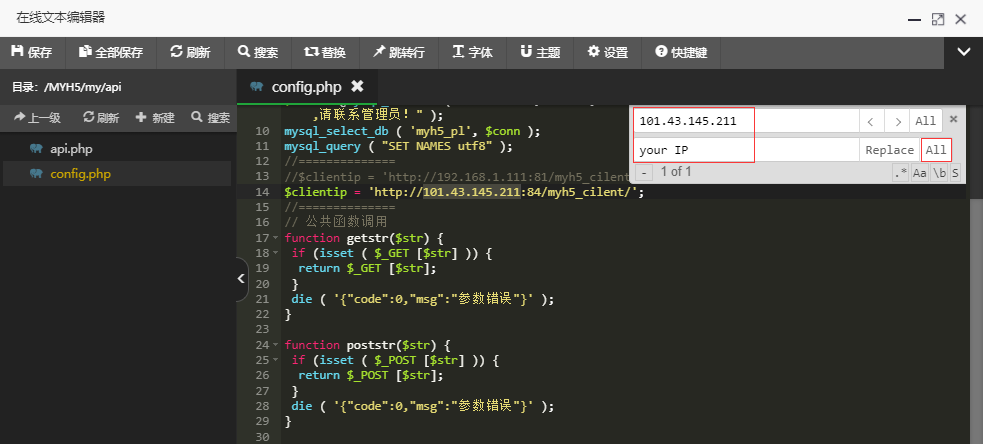 在线文本编辑器
保存 全部保存 刷新 搜索 替换 跳转行 字体 主题 设置 快捷键
目录: /MYH5/my/api
config.php
上一级 刷新 新建 搜索
api.php
config.php
101.43.145.211 < > All
your IP Replace All
- 1 of 1 .* Aa \b S
,请联系管理员! " );
10 mysql_select_db ( 'myh5_pl', $conn );
11 mysql_query ( "SET NAMES utf8" );
12 //==============
13 //$clientip = 'http://192.168.1.111:81/myh5_cilent
14 $clientip = 'http://101.43.145.211:84/myh5_cilent/';
15 //==============
16 // 公共函数调用
17 function getstr($str) {
18 if (isset ( $_GET [$str] )) {
19 return $_GET [$str];
20 }
21 die ( '{"code":0,"msg":"参数错误"}' );
22 }
23
24 function poststr($str) {
25 if (isset ( $_POST [$str] )) {
26 return $_POST [$str];
27 }
28 die ( '{"code":0,"msg":"参数错误"}' );
29 }
30